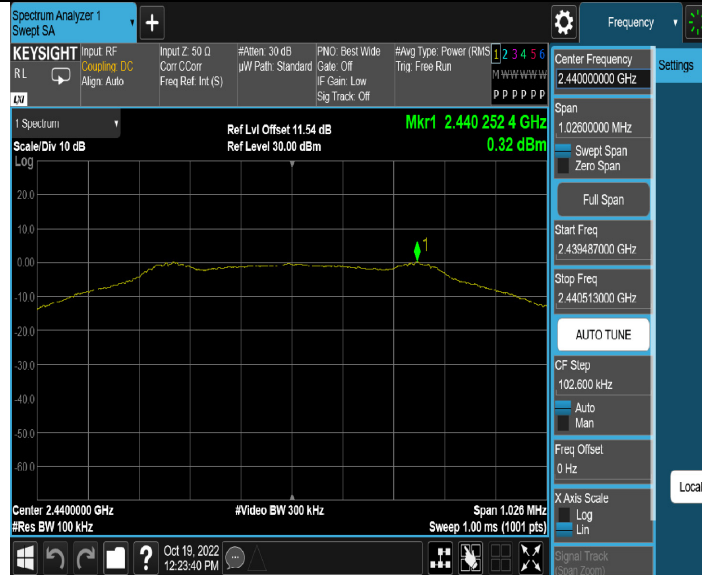 Spectrum Analyzer 1
Swept SA
Frequency
KEYSIGHT
R L
LXI
Input: RF
Coupling: DC
Align: Auto
Input Z: 50 Ω
Corr CCorr
Freq Ref: Int (S)
#Atten: 30 dB
µW Path: Standard
PNO: Best Wide
Gate: Off
IF Gain: Low
Sig Track: Off
#Avg Type: Power (RMS
Trig: Free Run
1 2 3 4 5 6
M W W W W W
P P P P P P
1 Spectrum
Scale/Div 10 dB
Ref Lvl Offset 11.54 dB
Ref Level 30.00 dBm
Mkr1 2.440 252 4 GHz
0.32 dBm
Log
20.0
10.0
0.00
-10.0
-20.0
-30.0
-40.0
-50.0
-60.0
1
Center 2.4400000 GHz
#Res BW 100 kHz
#Video BW 300 kHz
Span 1.026 MHz
Sweep 1.00 ms (1001 pts)
Center Frequency
2.440000000 GHz
Span
1.02600000 MHz
Swept Span
Zero Span
Full Span
Start Freq
2.439487000 GHz
Stop Freq
2.440513000 GHz
AUTO TUNE
CF Step
102.600 kHz
Auto
Man
Freq Offset
0 Hz
X Axis Scale
Log
Lin
Signal Track
(Span Zoom)
Settings
Local
?
Oct 19, 2022
12:23:40 PM